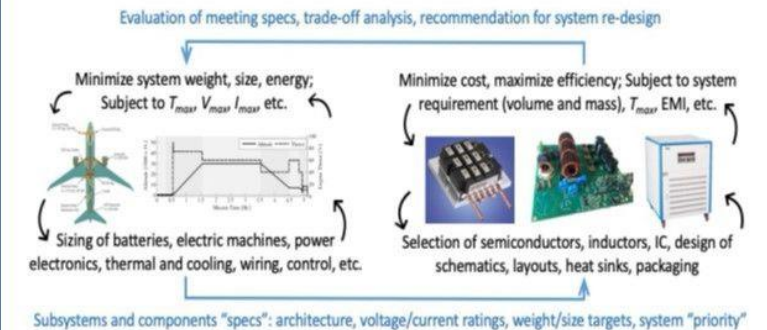 Evaluation of meeting specs, trade-off analysis, recommendation for system re-design
Minimize system weight, size, energy;
Subject to Tmax, Vmax, Imax, etc.
Minimize cost, maximize efficiency; Subject to system
requirement (volume and mass), Tmax, EMI, etc.
Sizing of batteries, electric machines, power
electronics, thermal and cooling, wiring, control, etc.
Selection of semiconductors, inductors, IC, design of
schematics, layouts, heat sinks, packaging
Subsystems and components "specs": architecture, voltage/current ratings, weight/size targets, system "priority"